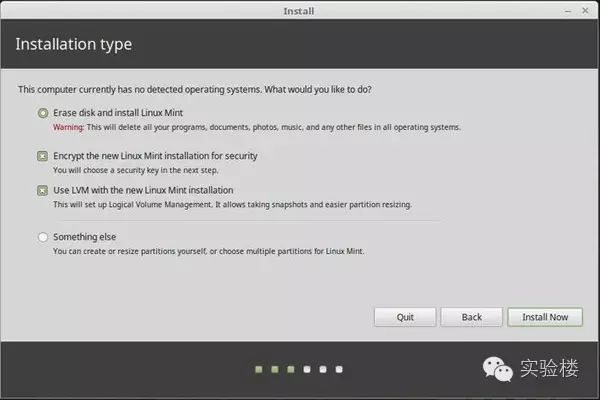 Install
Installation type
This computer currently has no detected operating systems. What would you like to do?
Erase disk and install Linux Mint
Warning: This will delete all your programs, documents, photos, music, and any other files in all operating systems.
Encrypt the new Linux Mint installation for security
You will choose a security key in the next step.
Use LVM with the new Linux Mint installation
This will set up Logical Volume Management. It allows taking snapshots and easier partition resizing.
Something else
You can create or resize partitions yourself, or choose multiple partitions for Linux Mint.
Quit Back Install Now
实验楼